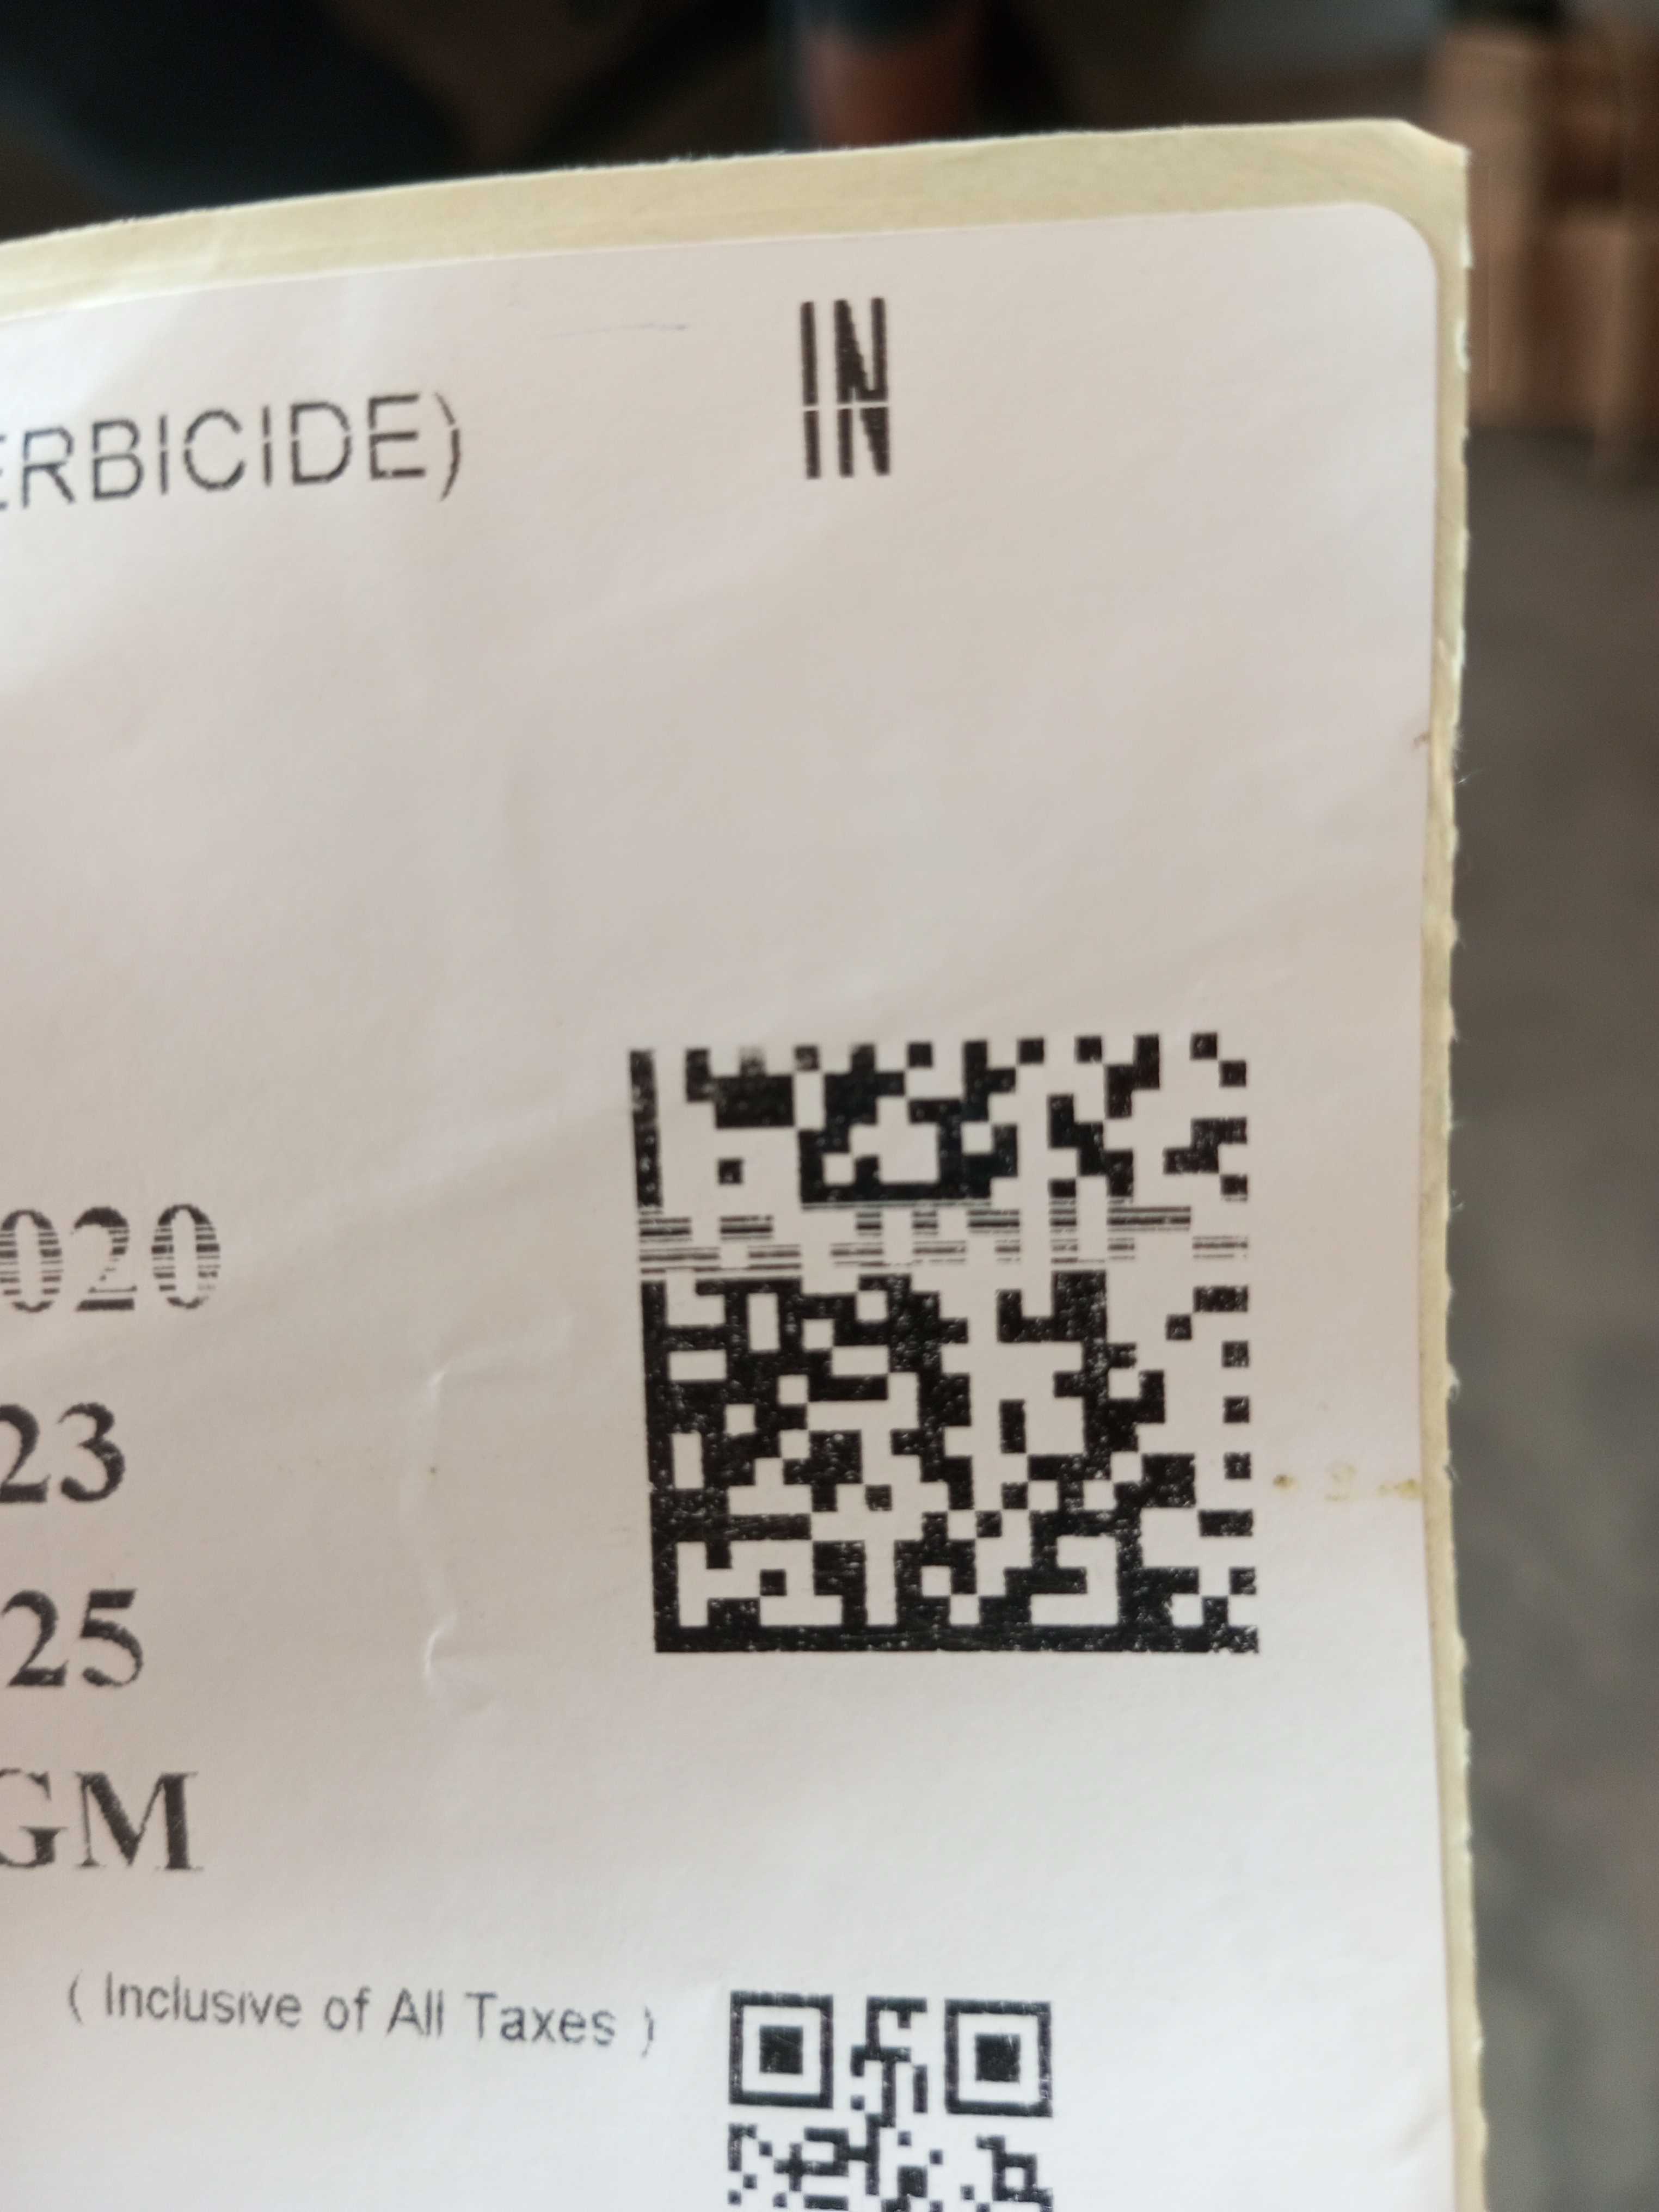 IN
ERBICIDE)
020
23
25
GM
( Inclusive of All Taxes )